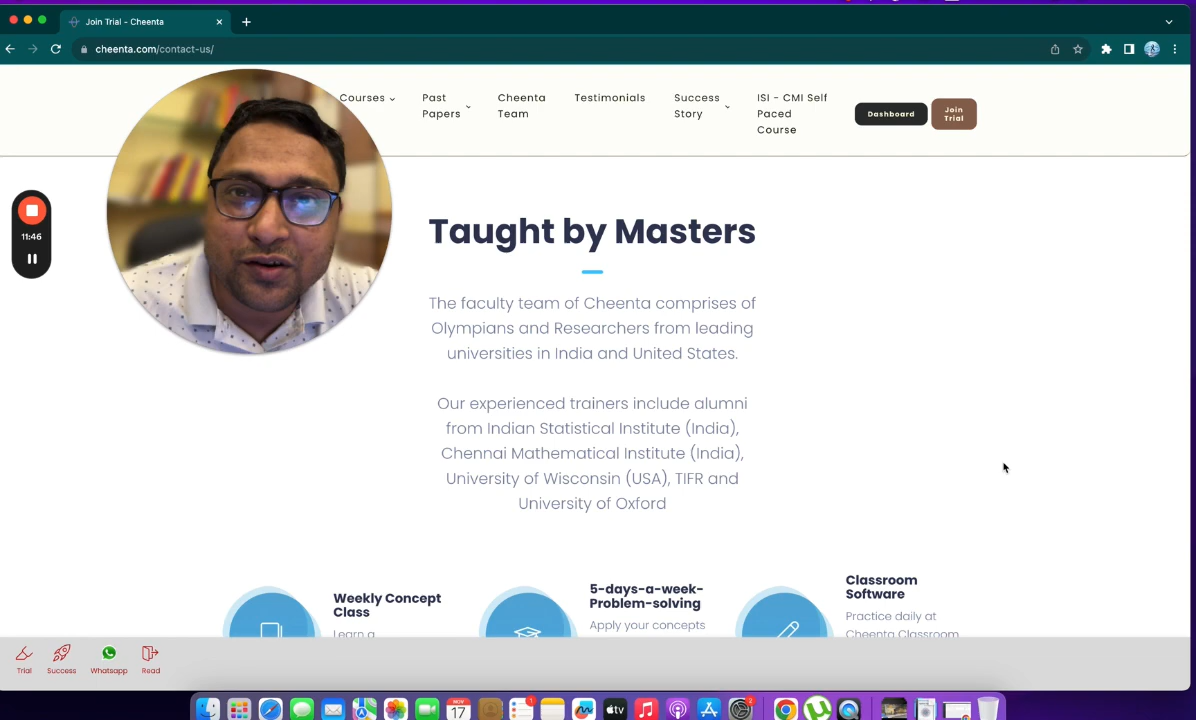 Join Trial - Cheenta
cheenta.com/contact-us/
Courses
Past Papers
Cheenta Team
Testimonials
Success Story
ISI - CMI Self Paced Course
Dashboard
Join Trial
11:46
Taught by Masters
The faculty team of Cheenta comprises of
Olympians and Researchers from leading
universities in India and United States.
Our experienced trainers include alumni
from Indian Statistical Institute (India),
Chennai Mathematical Institute (India),
University of Wisconsin (USA), TIFR and
University of Oxford
Weekly Concept
Class
Learn a
5-days-a-week-
Problem-solving
Apply your concepts
Classroom
Software
Practice daily at
Cheenta Classroom
Trial
Success
Whatsapp
Read
NOV
17
tv
1
2